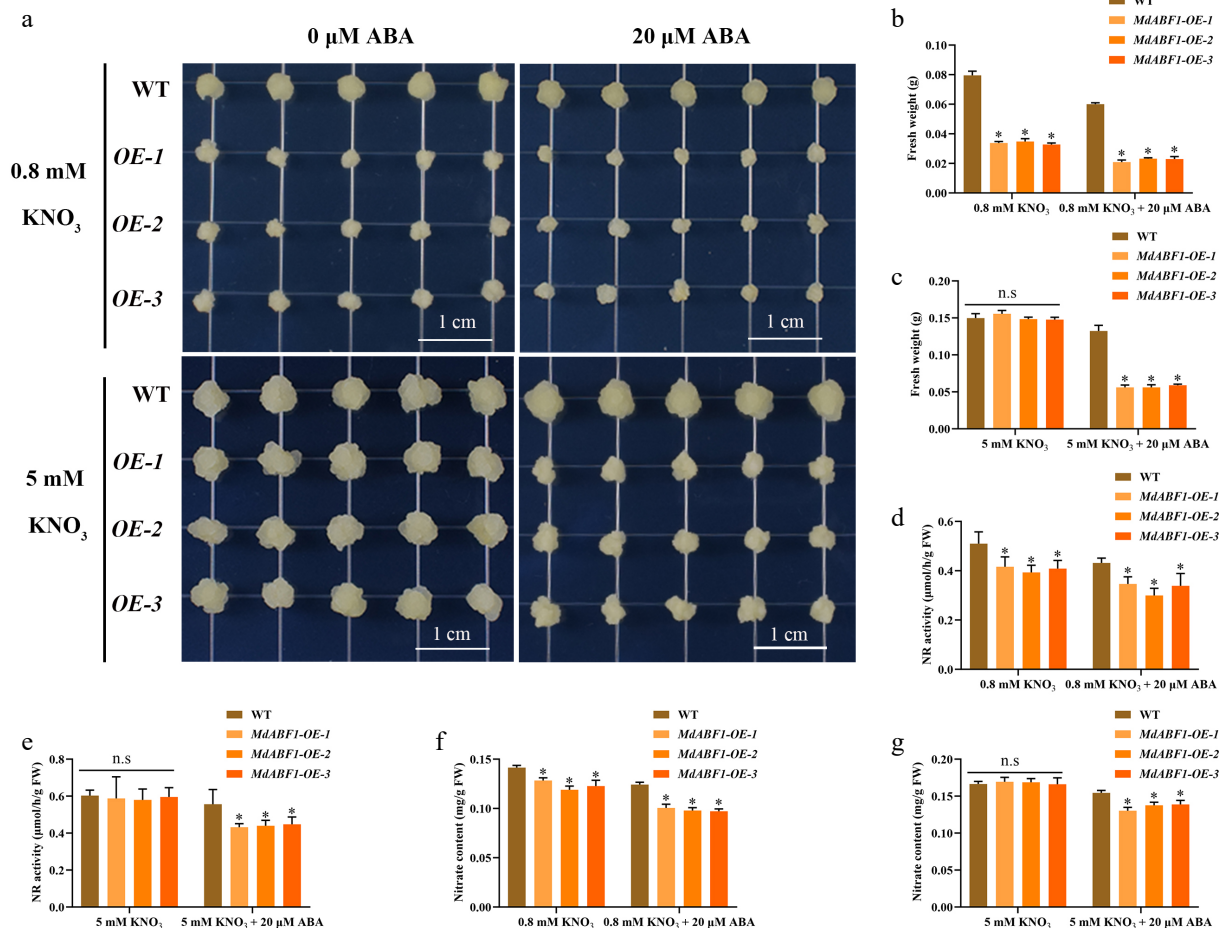 a
0 μM ABA
20 μM ABA
0.8 mM
KNO3
WT
OE-1
OE-2
OE-3
1 cm
1 cm
5 mM
KNO3
WT
OE-1
OE-2
OE-3
1 cm
1 cm
b
WT
MdABF1-OE-1
MdABF1-OE-2
MdABF1-OE-3
Fresh weight (g)
0.10
0.08
0.06
0.04
0.02
0.00
* * *
* * *
0.8 mM KNO3
0.8 mM KNO3 + 20 μM ABA
c
WT
MdABF1-OE-1
MdABF1-OE-2
MdABF1-OE-3
Fresh weight (g)
0.20
0.15
0.10
0.05
0.00
n.s
* * *
5 mM KNO3
5 mM KNO3 + 20 μM ABA
d
WT
MdABF1-OE-1
MdABF1-OE-2
MdABF1-OE-3
NR activity (μmol/h/g FW)
0.6
0.4
0.2
0.0
* * *
* * *
0.8 mM KNO3
0.8 mM KNO3 + 20 μM ABA
e
WT
MdABF1-OE-1
MdABF1-OE-2
MdABF1-OE-3
NR activity (μmol/h/g FW)
0.8
0.6
0.4
0.2
0.0
n.s
* * *
5 mM KNO3
5 mM KNO3 + 20 μM ABA
f
WT
MdABF1-OE-1
MdABF1-OE-2
MdABF1-OE-3
Nitrate content (mg/g FW)
0.15
0.10
0.05
0.00
* * *
* * *
0.8 mM KNO3
0.8 mM KNO3 + 20 μM ABA
g
WT
MdABF1-OE-1
MdABF1-OE-2
MdABF1-OE-3
Nitrate content (mg/g FW)
0.20
0.15
0.10
0.05
0.00
n.s
* * *
5 mM KNO3
5 mM KNO3 + 20 μM ABA